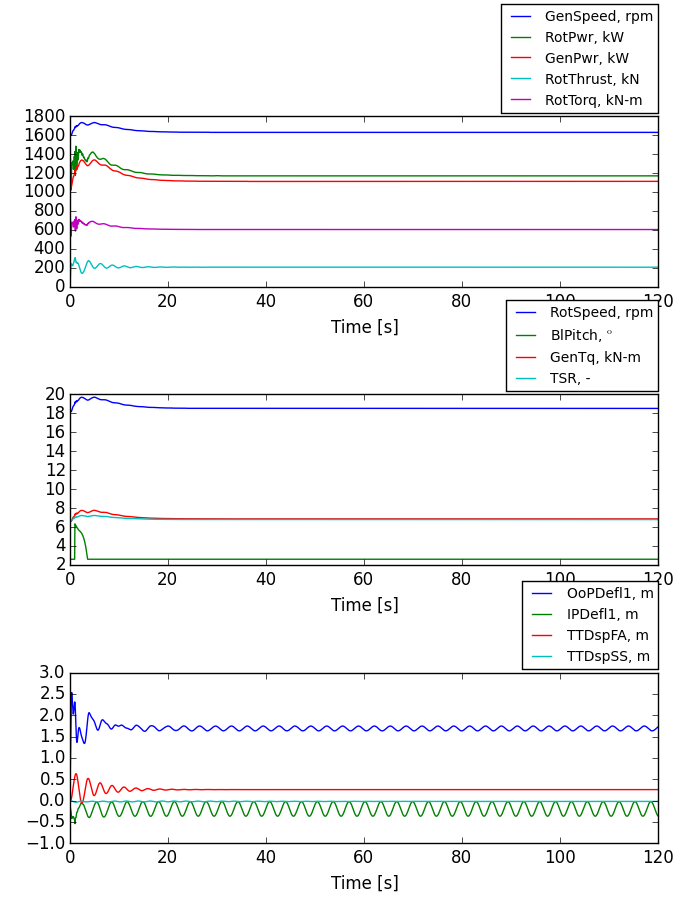 GenSpeed, rpm
RotPwr, kW
GenPwr, kW
RotThrust, kN
RotTorq, kN-m
1800
1600
1400
1200
1000
800
600
400
200
0
0 20 40 60 80 100 120
Time [s]
RotSpeed, rpm
BlPitch, °
GenTq, kN-m
TSR, -
20
18
16
14
12
10
8
6
4
2
0 20 40 60 80 100 120
Time [s]
OoPDefl1, m
IPDefl1, m
TTDspFA, m
TTDspSS, m
3.0
2.5
2.0
1.5
1.0
0.5
0.0
−0.5
−1.0
0 20 40 60 80 100 120
Time [s]